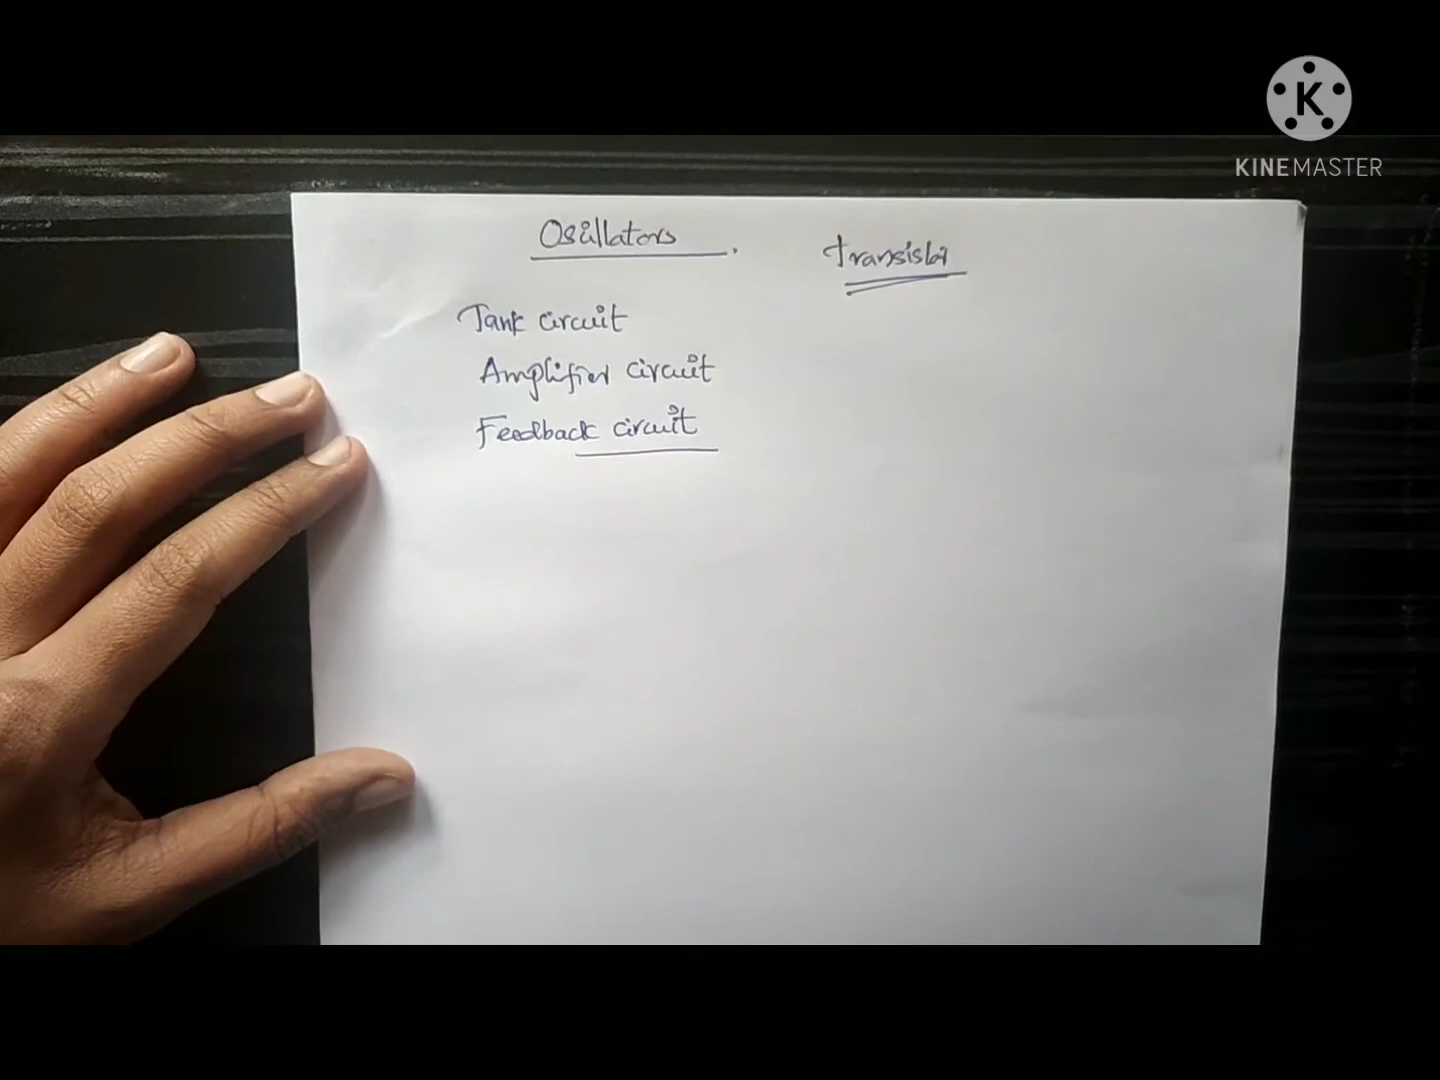 K
KINEMASTER
Oscillators.
Transistor
Tank circuit
Amplifier circuit
Feedback circuit